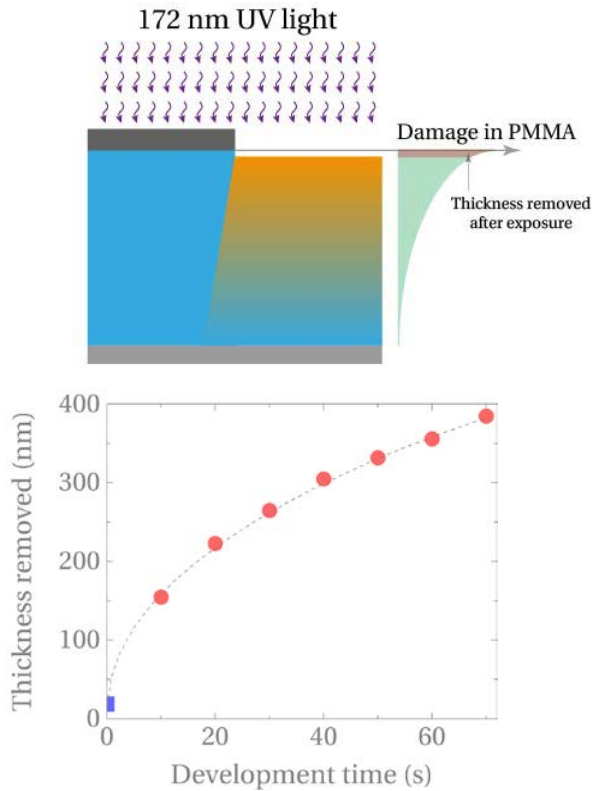 172 nm UV light
Damage in PMMA
Thickness removed
after exposure
400
300
200
100
0
Thickness removed (nm)
0 20 40 60
Development time (s)